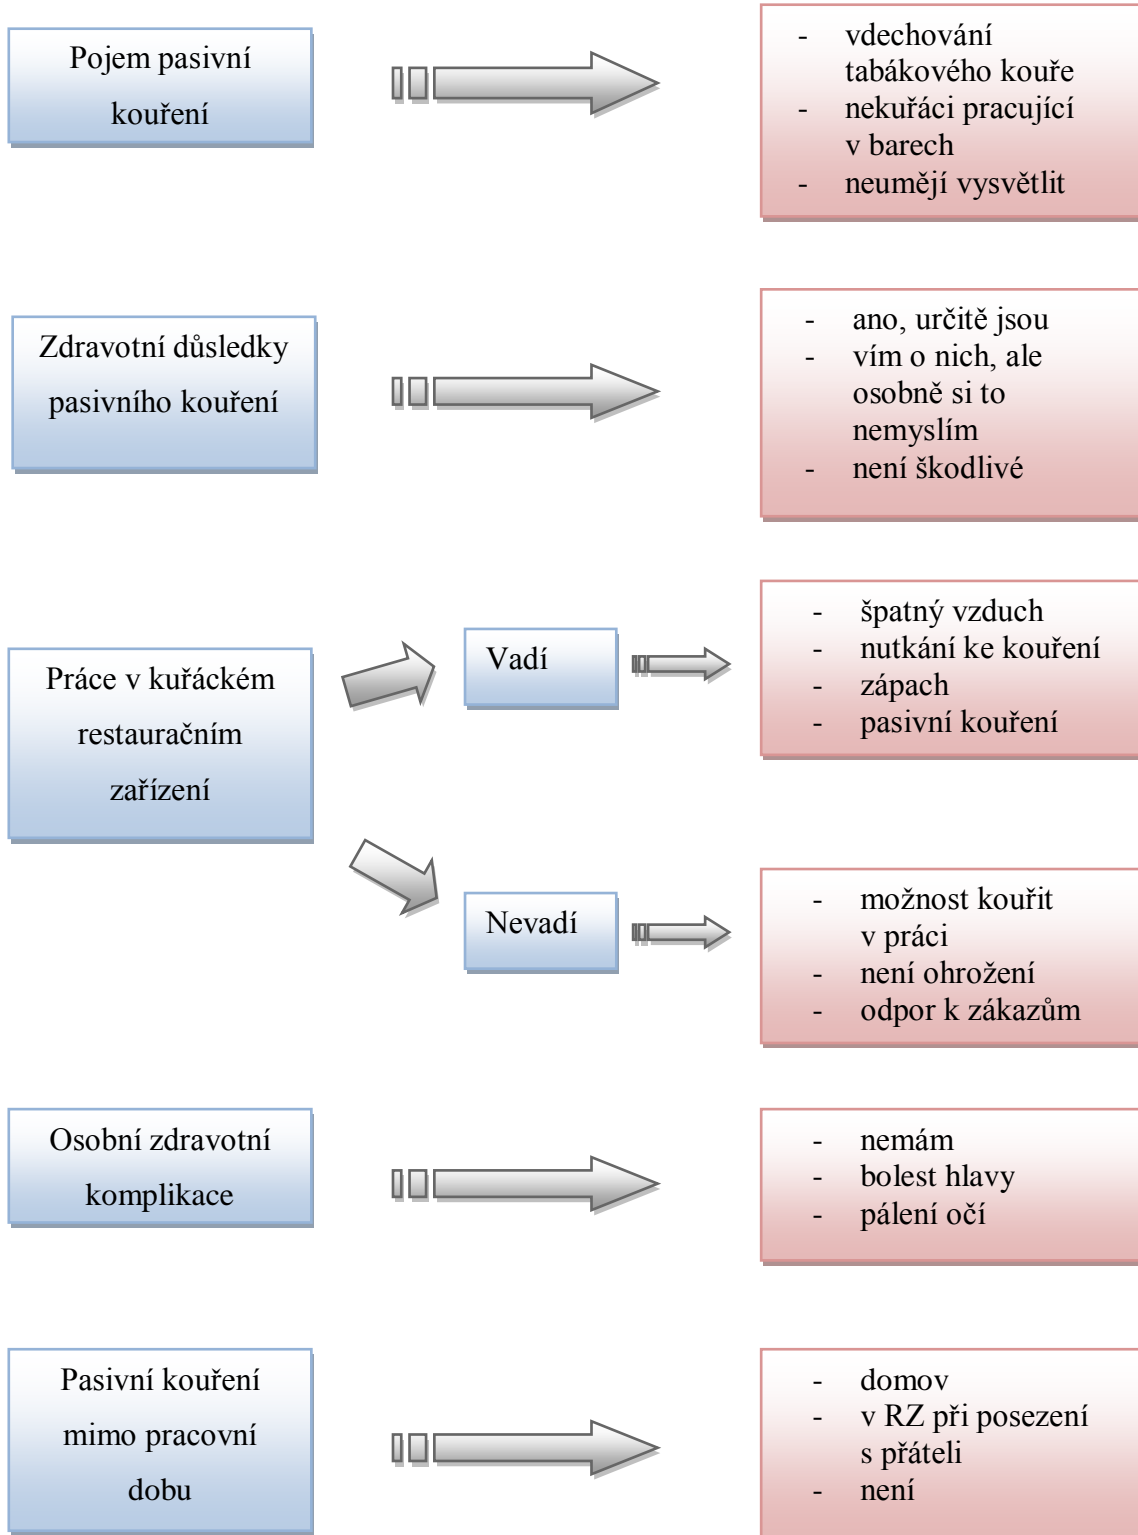 Pojem pasivní
kouření
- vdechování
tabákového kouře
- nekuřáci pracující
v barech
- neumějí vysvětlit
Zdravotní důsledky
pasivního kouření
- ano, určitě jsou
- vím o nich, ale
osobně si to
nemyslím
- není škodlivé
Práce v kuřáckém
restauračním
zařízení
Vadí
- špatný vzduch
- nutkání ke kouření
- zápach
- pasivní kouření
Nevadí
- možnost kouřit
v práci
- není ohrožení
- odpor k zákazům
Osobní zdravotní
komplikace
- nemám
- bolest hlavy
- pálení očí
Pasivní kouření
mimo pracovní
dobu
- domov
- v RZ při posezení
s přáteli
- není